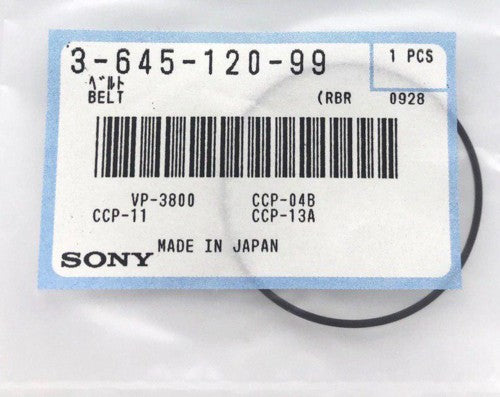 3-645-120-99 1 PCS
ベルト
BELT (RBR 0928
VP-3800 CCP-04B
CCP-11 CCP-13A
SONY MADE IN JAPAN